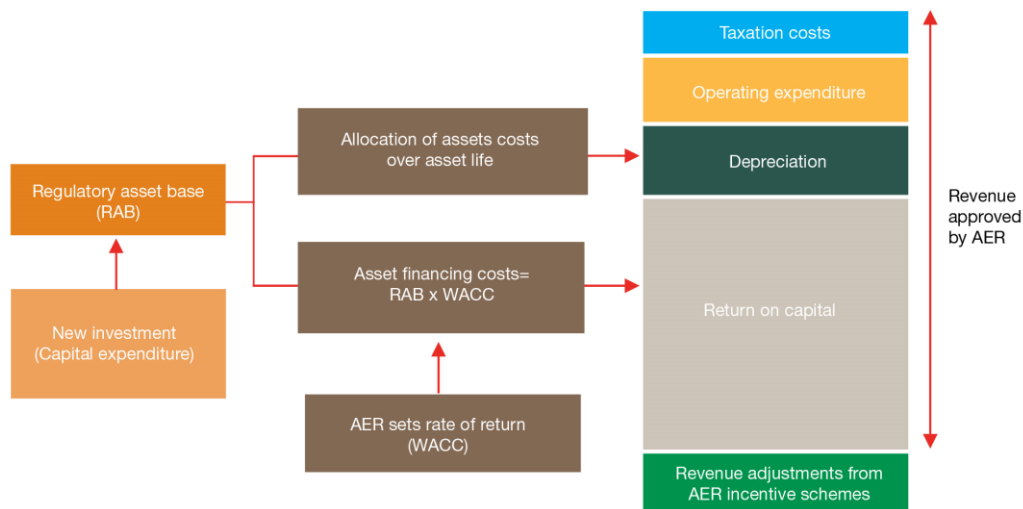 Taxation costs
Operating expenditure
Allocation of assets costs
over asset life
Depreciation
Regulatory asset base
(RAB)
Revenue
approved
by AER
Asset financing costs=
RAB x WACC
Return on capital
New investment
(Capital expenditure)
AER sets rate of return
(WACC)
Revenue adjustments from
AER incentive schemes